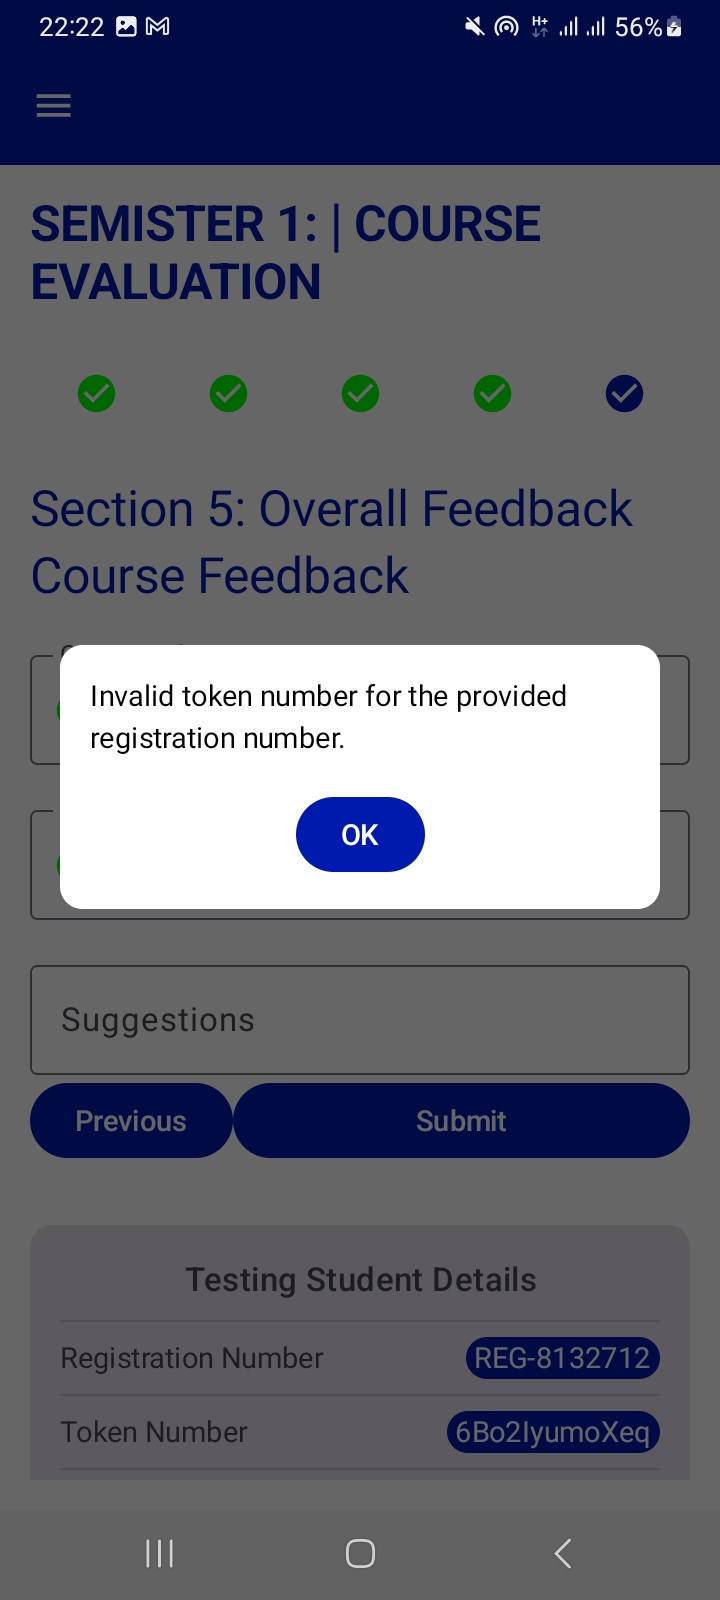 22:22
H+
56%
SEMISTER 1: | COURSE
EVALUATION
Section 5: Overall Feedback
Course Feedback
Invalid token number for the provided
registration number.
OK
Suggestions
Previous
Submit
Testing Student Details
Registration Number
REG-8132712
Token Number
6Bo2IyumoXeq